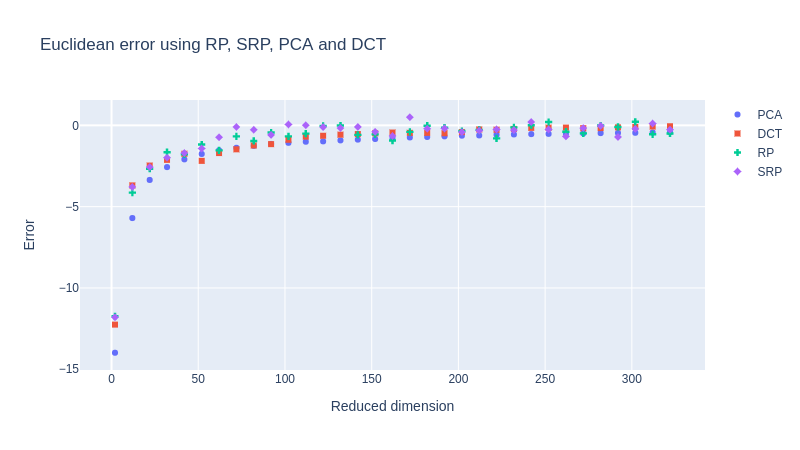 Euclidean error using RP, SRP, PCA and DCT
PCA
DCT
RP
SRP
Error
0
−5
−10
−15
0
50
100
150
200
250
300
Reduced dimension